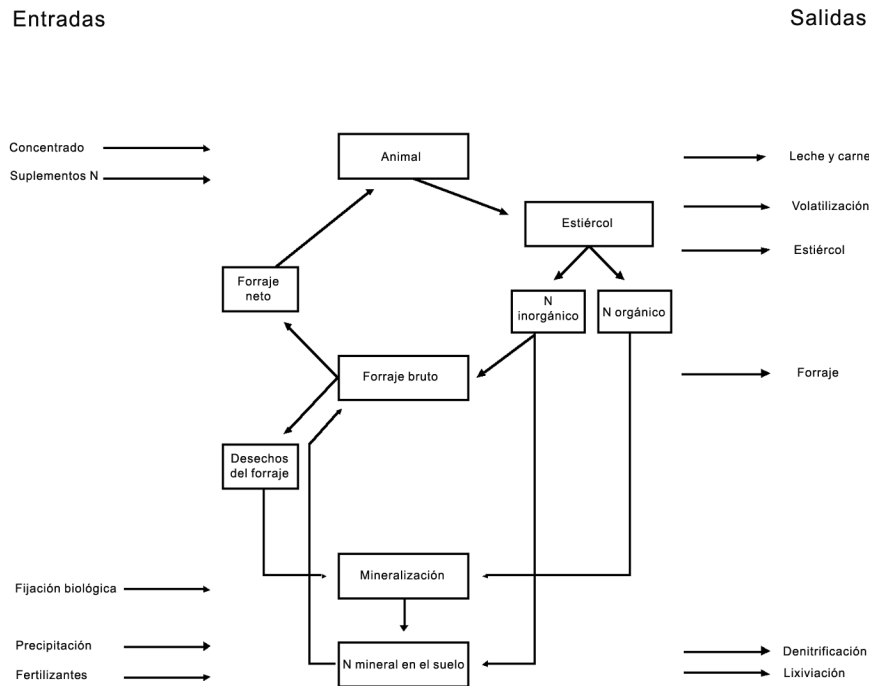 Entradas
Salidas
Concentrado
Suplementos N
Animal
Leche y carne
Volatilización
Estiércol
Estiércol
Forraje
neto
N
inorgánico
N orgánico
Forraje bruto
Forraje
Desechos
del forraje
Mineralización
Fijación biológica
Precipitación
Fertilizantes
N mineral en el suelo
Denitrificación
Lixiviación